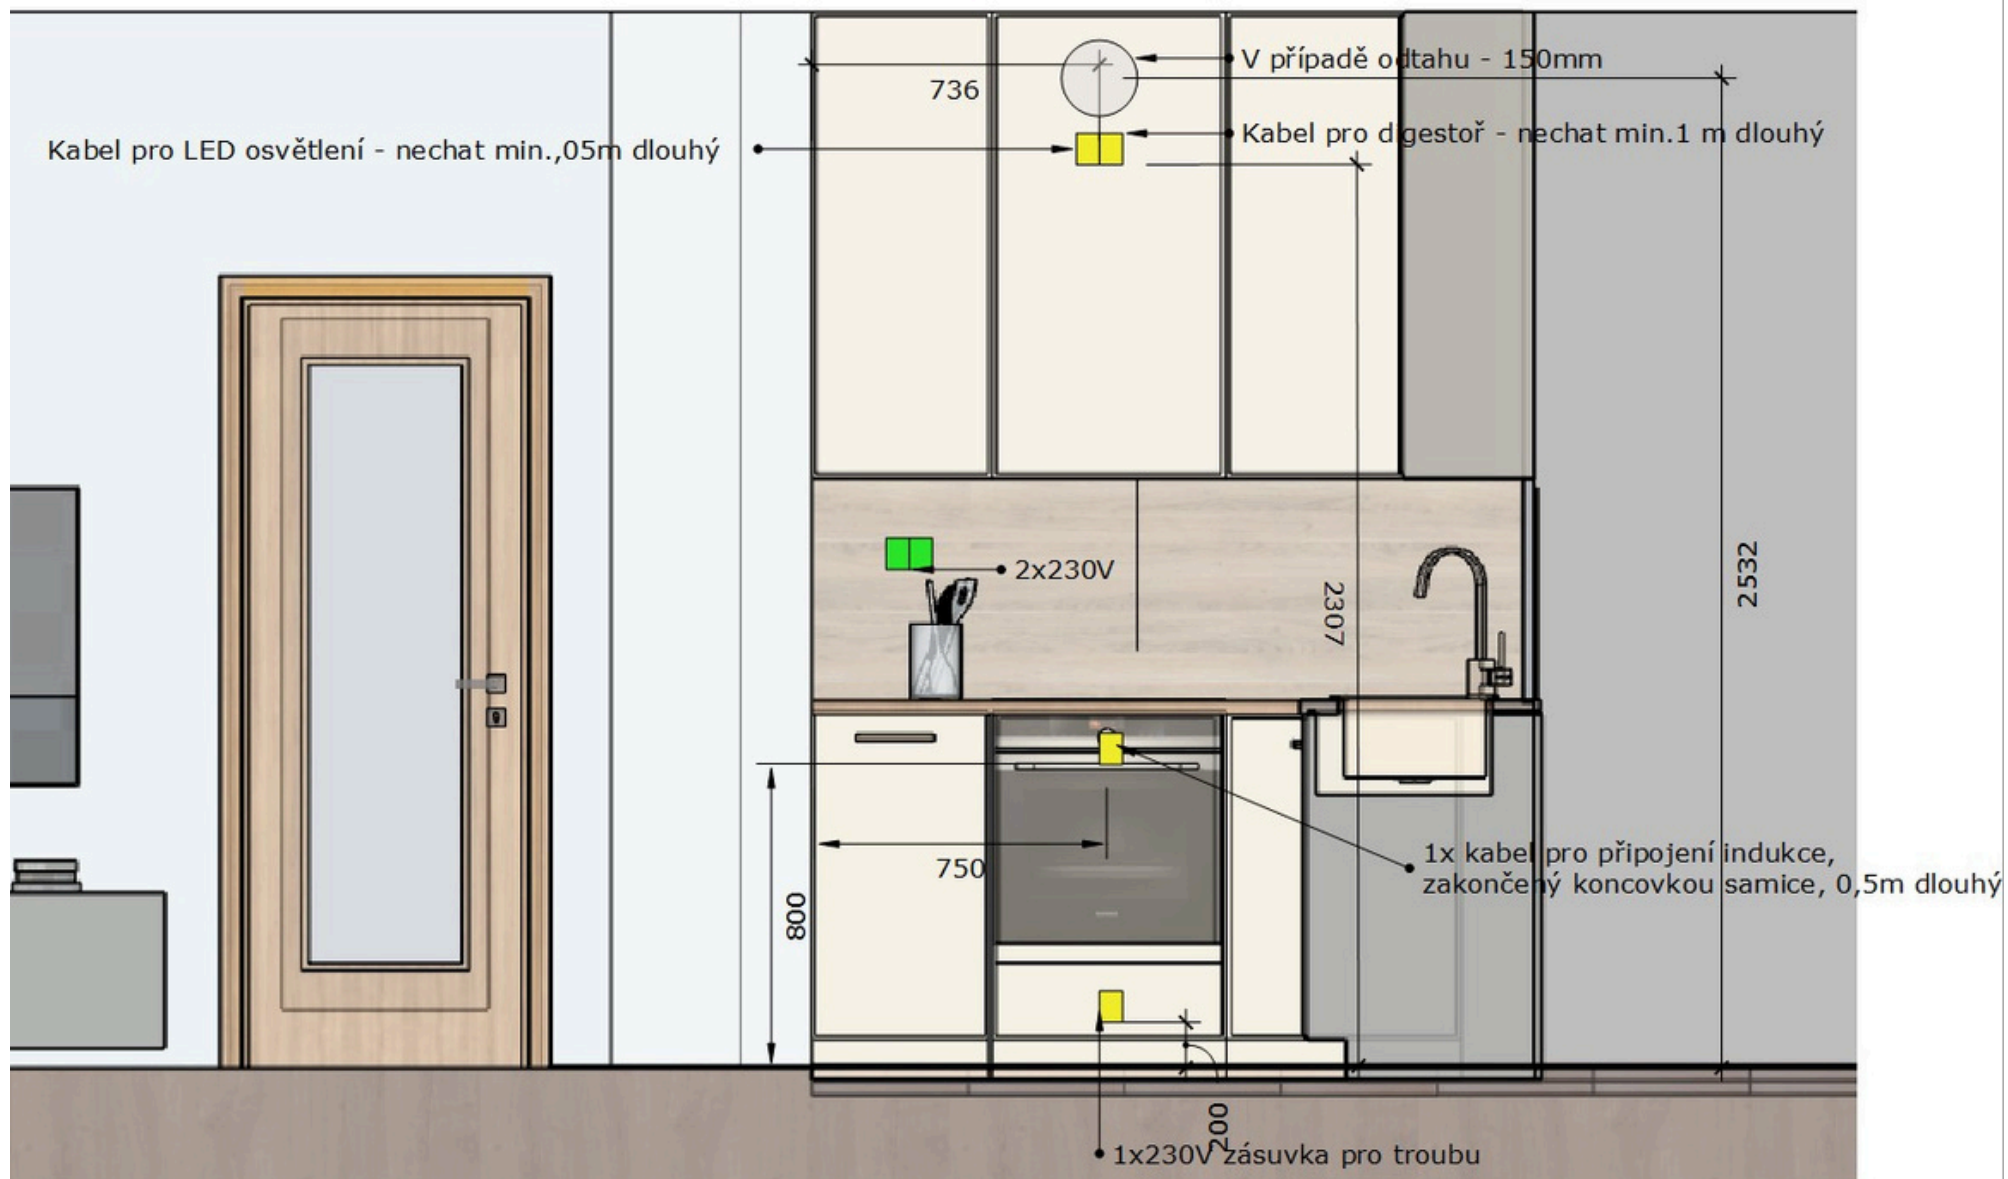 V případě odtahu - 150mm
736
Kabel pro digestoř - nechat min.1 m dlouhý
Kabel pro LED osvětlení - nechat min.,05m dlouhý
2x230V
2532
2307
1x kabel pro připojení indukce,
zakončený koncovkou samice, 0,5m dlouhý
750
800
200
1x230V zásuvka pro troubu